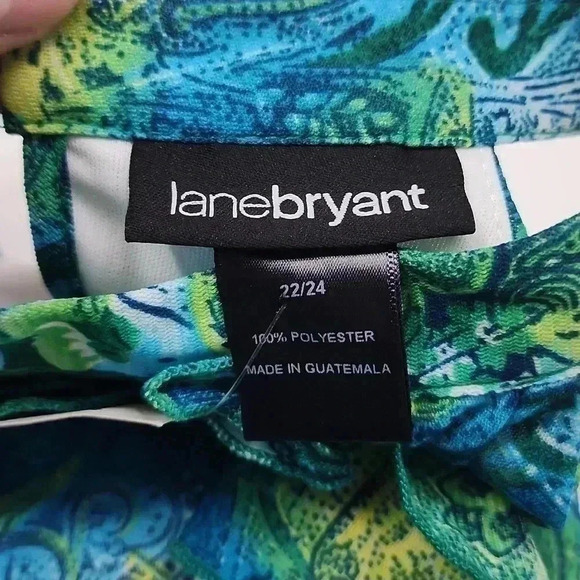 lanebryant
22/24
100% POLYESTER
MADE IN GUATEMALA